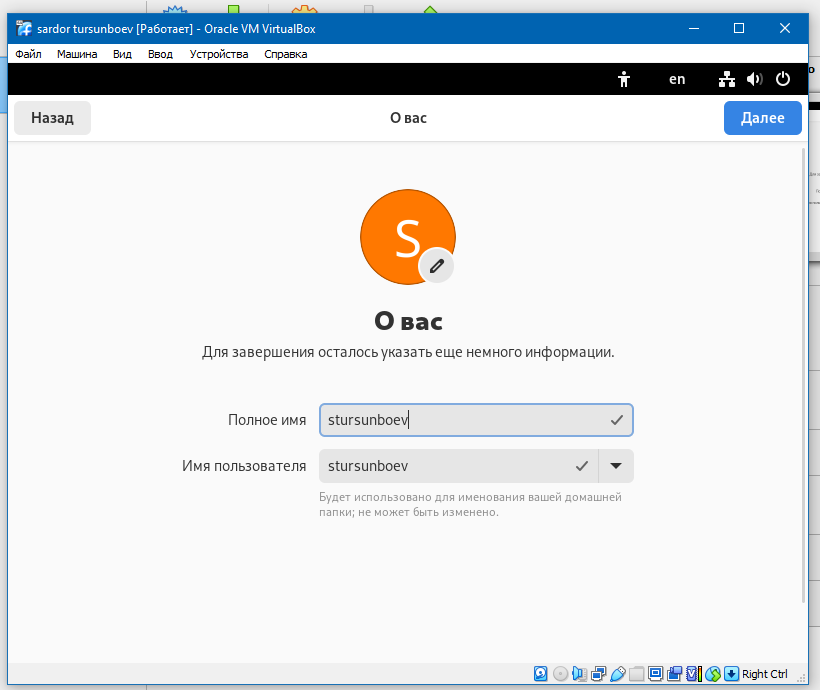 sardor tursunboev [Работает] - Oracle VM VirtualBox
Файл Машина Вид Ввод Устройства Справка
en
Назад О вас Далее
S
О вас
Для завершения осталось указать еще немного информации.
Полное имя stursunboev
Имя пользователя stursunboev
Будет использовано для именования вашей домашней
папки; не может быть изменено.
Right Ctrl